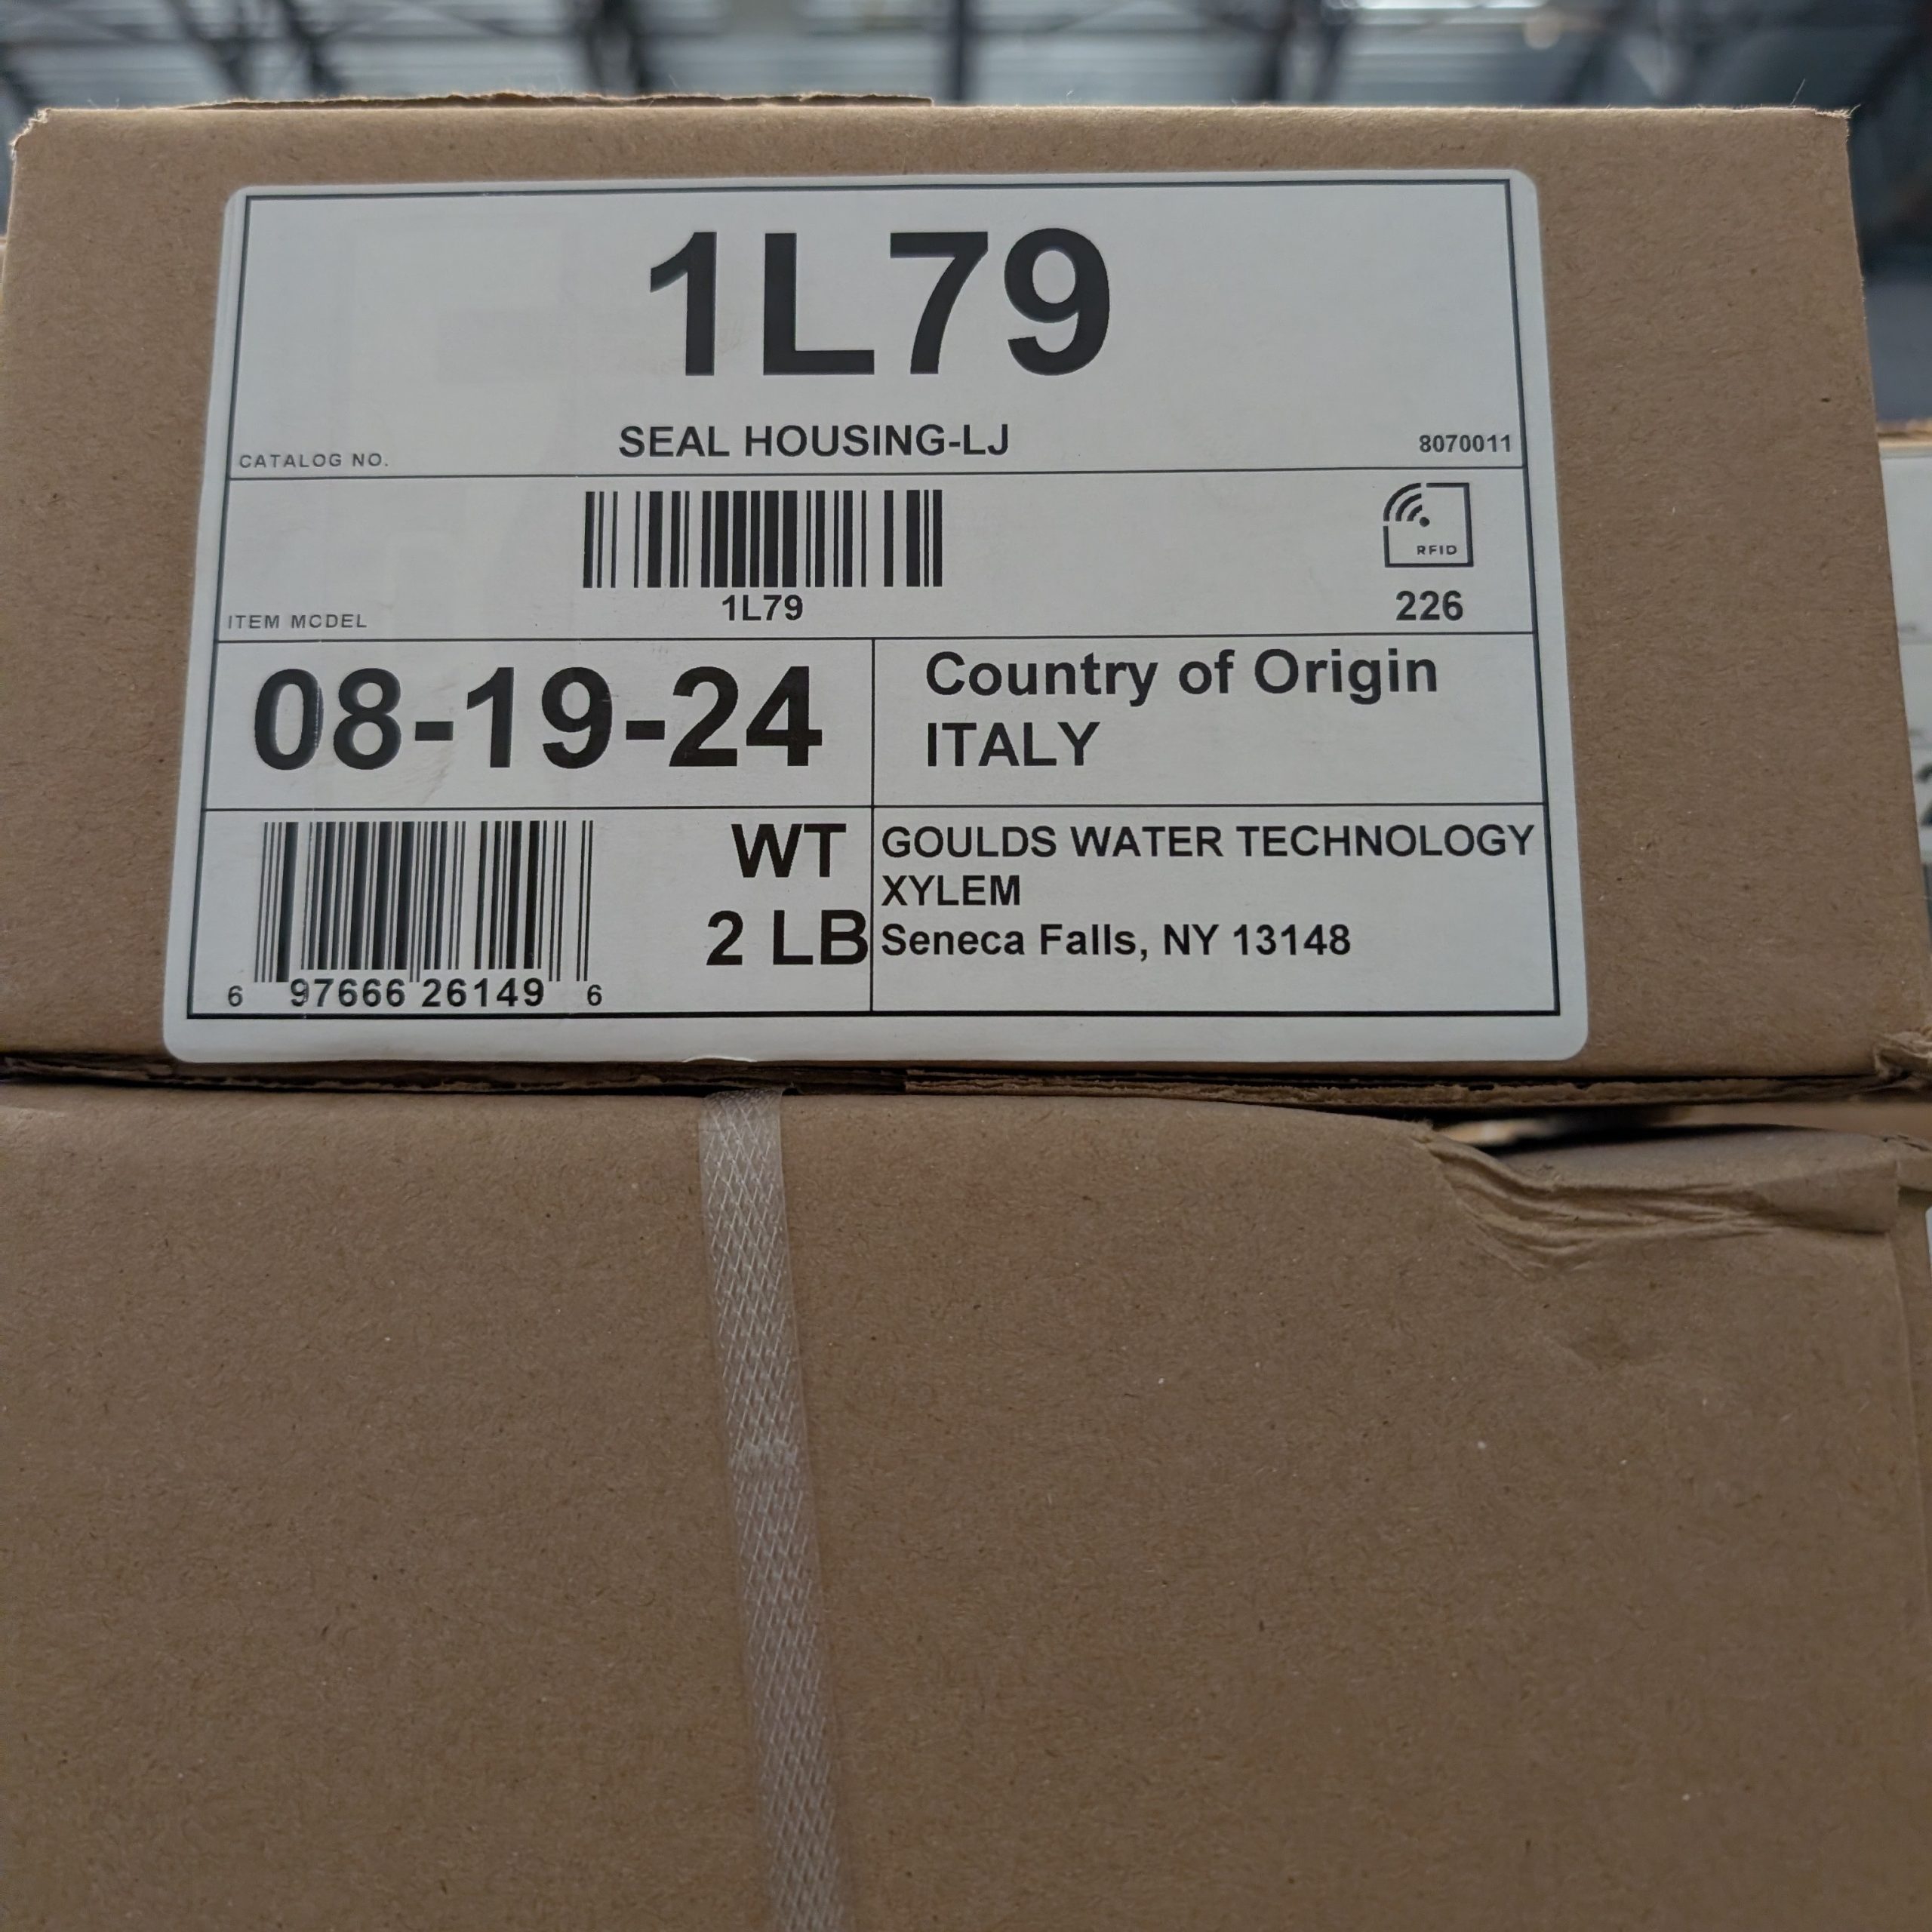 1L79
SEAL HOUSING-LJ
CATALOG NO.
8070011
1L79
ITEM MCDEL
RFID
226
08-19-24
Country of Origin
ITALY
6 97666 26149 6
WT
2 LB
GOULDS WATER TECHNOLOGY
XYLEM
Seneca Falls, NY 13148